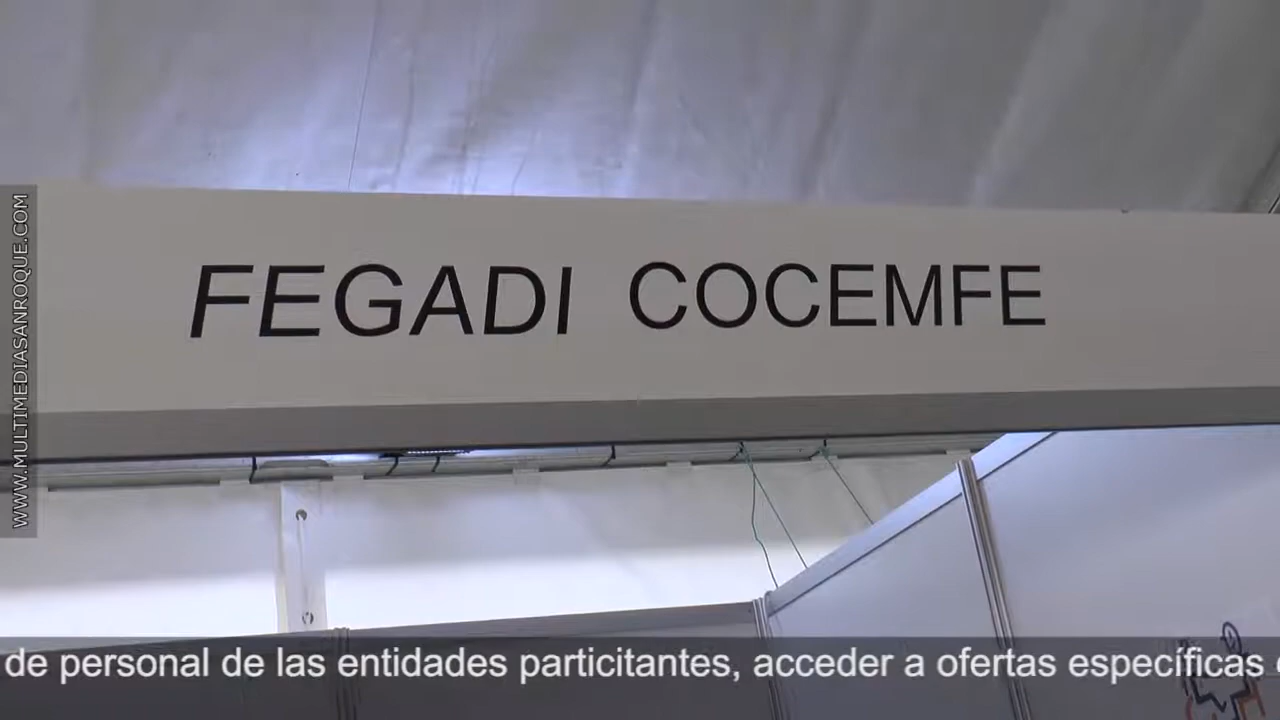 FEGADI COCEMFE
WWW.MULTIMEDIASANROQUE.COM
de personal de las entidades particitantes, acceder a ofertas específicas